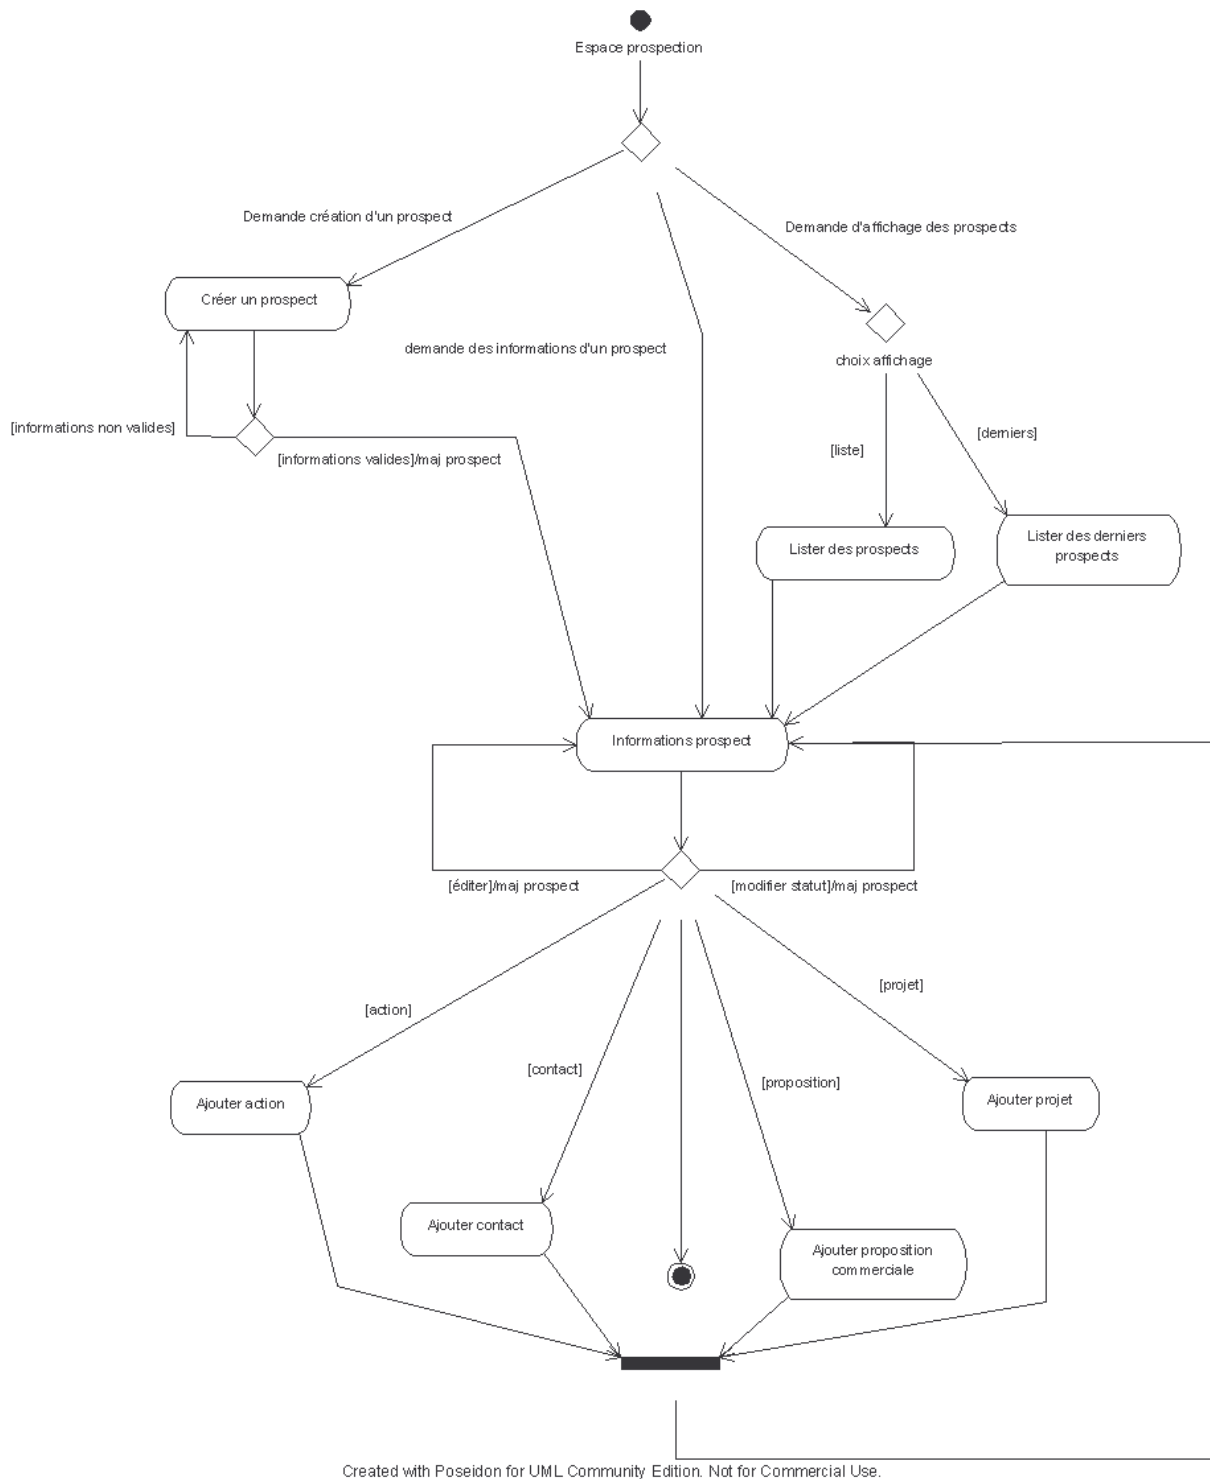 Espace prospection
Demande création d'un prospect
Demande d'affichage des prospects
Créer un prospect
demande des informations d'un prospect
choix affichage
[informations non valides]
[derniers]
[liste]
[informations valides]/maj prospect
Lister des prospects
Lister des derniers
prospects
Informations prospect
[éditer]/maj prospect
[modifier statut]/maj prospect
[projet]
[action]
[contact]
[proposition]
Ajouter action
Ajouter projet
Ajouter contact
Ajouter proposition
commerciale
Created with Poseidon for UML Community Edition. Not for Commercial Use.